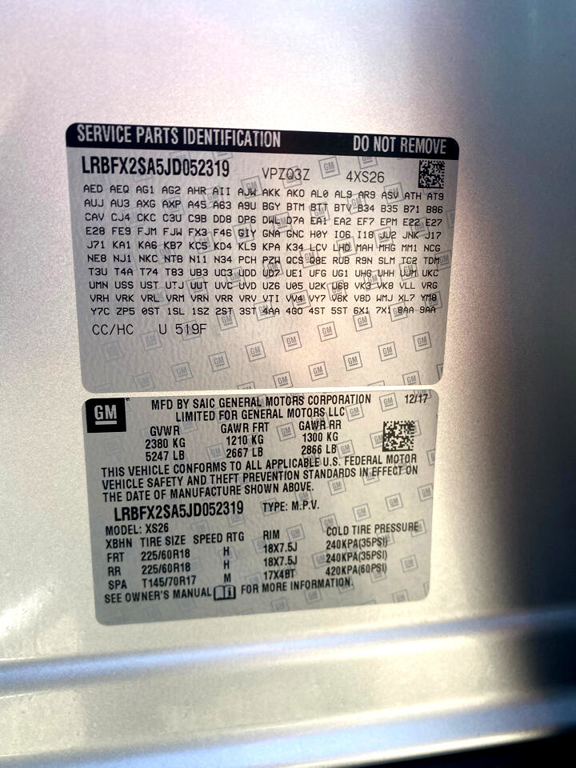 SERVICE PARTS IDENTIFICATION DO NOT REMOVE
LRBFX2SA5JD052319 VPZQ3Z 4XS26
AED AEQ AG1 AG2 AHR AII AJW AKK AKO AL0 AL9 AR9 ASV ATH AT9
AUJ AU3 AXG AXP A45 A63 A9U BGY BTM BTT BTV B34 B35 B71 B86
CAV CJ4 CKC C3U C9B DD8 DP6 DWL D7A EA1 EA2 EF7 EPM E22 E27
E28 FE9 FJM FJW FX3 F46 G1Y GNA GNC H0Y IO6 I18 JU2 JNK J17
J71 KA1 KA6 KB7 KC5 KD4 KL9 KPA K34 LCV LHD MAH MHG MM1 NCG
NE8 NJ1 NKC NTB N11 N34 PCH PZW QCS Q8E RUB R9N SLM TC2 TDM
T3U T4A T74 T83 UB3 UC3 UDD UD7 UE1 UFG UG1 UHG UHH UJM UKC
UMN USS UST UTJ UUT UVC UVD UZ6 U05 U2K U68 VK3 VK8 VLL VRG
VRH VRK VRL VRM VRN VRR VRV VTI VV4 VY7 V8K V8D WMJ XL7 YM8
Y7C ZP5 0ST 1SL 1SZ 2ST 3ST 4AA 4GO 4ST 5ST 6X1 7X1 8AA 9AA
CC/HC U 519F
GM MFD BY SAIC GENERAL MOTORS CORPORATION 12/17
LIMITED FOR GENERAL MOTORS LLC
GVWR GAWR FRT GAWR RR
2380 KG 1210 KG 1300 KG
5247 LB 2667 LB 2866 LB
THIS VEHICLE CONFORMS TO ALL APPLICABLE U.S. FEDERAL MOTOR
VEHICLE SAFETY AND THEFT PREVENTION STANDARDS IN EFFECT ON
THE DATE OF MANUFACTURE SHOWN ABOVE.
LRBFX2SA5JD052319 TYPE: M.P.V.
MODEL: XS26
XBHN TIRE SIZE SPEED RTG RIM COLD TIRE PRESSURE
FRT 225/60R18 H 18X7.5J 240KPA(35PSI)
RR 225/60R18 H 18X7.5J 240KPA(35PSI)
SPA T145/70R17 M 17X4BT 420KPA(60PSI)
SEE OWNER'S MANUAL FOR MORE INFORMATION.